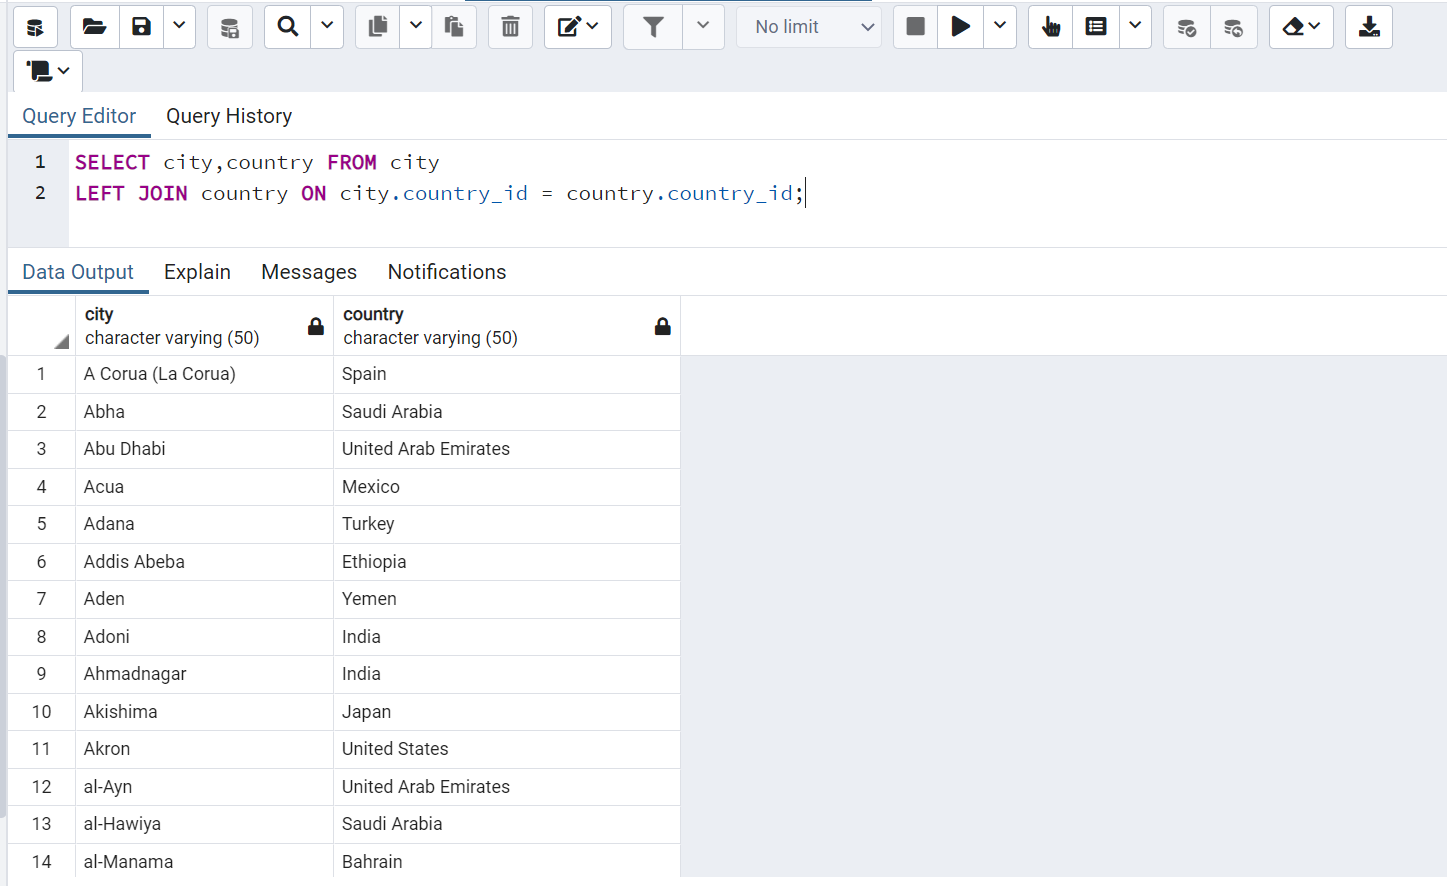 No limit
Query Editor Query History
1 SELECT city,country FROM city
2 LEFT JOIN country ON city.country_id = country.country_id;
Data Output Explain Messages Notifications
city country
character varying (50) character varying (50)
1 A Corua (La Corua) Spain
2 Abha Saudi Arabia
3 Abu Dhabi United Arab Emirates
4 Acua Mexico
5 Adana Turkey
6 Addis Abeba Ethiopia
7 Aden Yemen
8 Adoni India
9 Ahmadnagar India
10 Akishima Japan
11 Akron United States
12 al-Ayn United Arab Emirates
13 al-Hawiya Saudi Arabia
14 al-Manama Bahrain